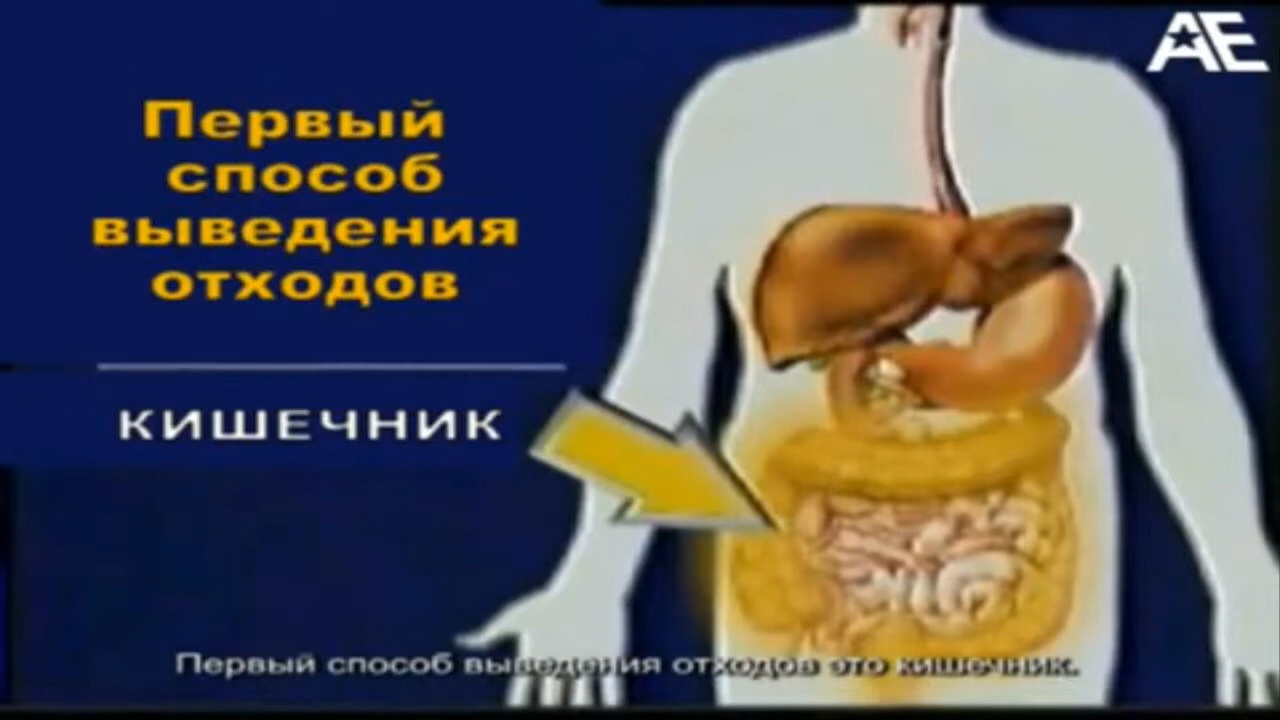 AE
Первый
способ
выведения
отходов
КИШЕЧНИК
Первый способ выведения отходов это кишечник.